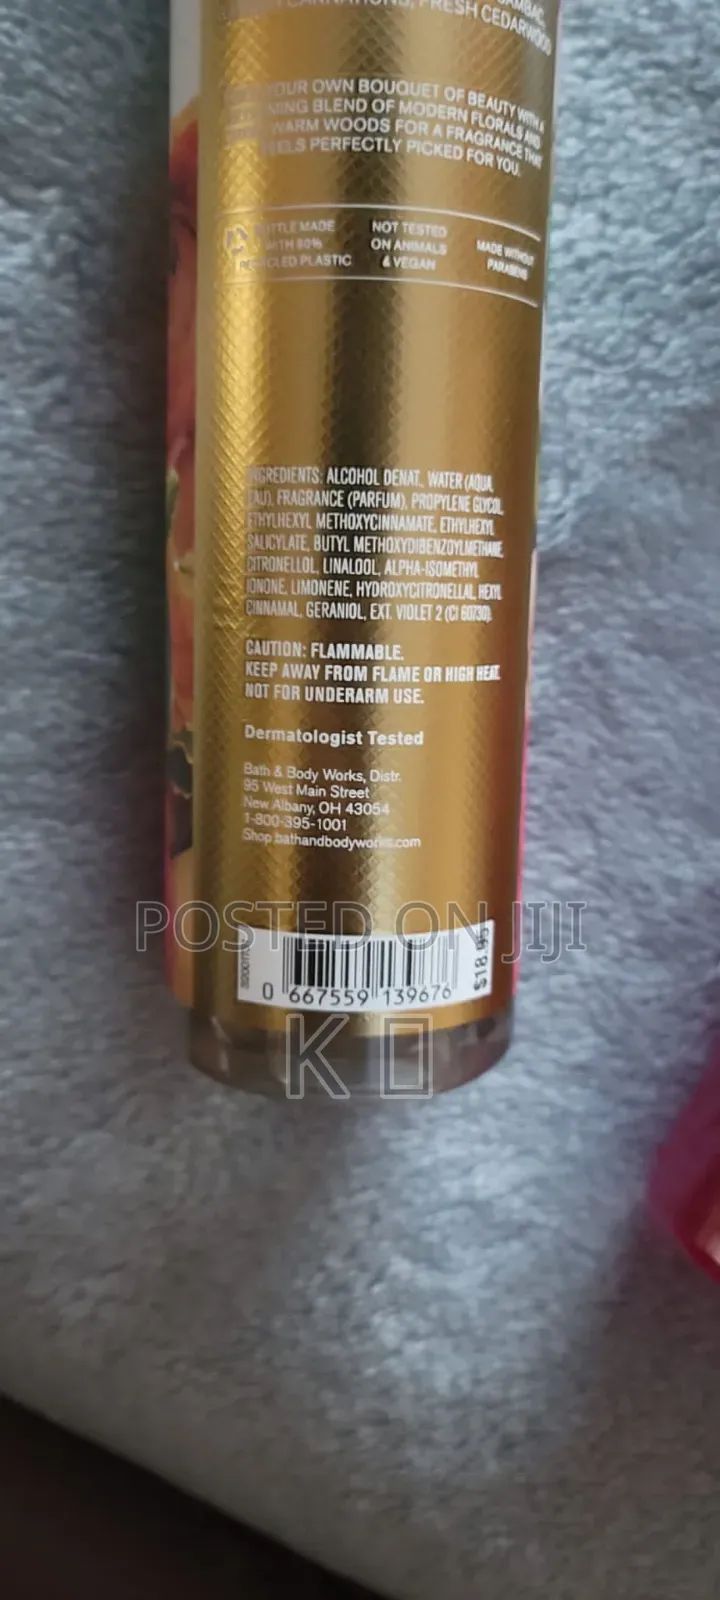 SAMBAC,
CARNATIONS, FRESH CEDARWOOD
YOUR OWN BOUQUET OF BEAUTY WITH A
BLEND OF MODERN FLORALS AND
WARM WOODS FOR A FRAGRANCE THAT
FEELS PERFECTLY PICKED FOR YOU.
BOTTLE MADE
WITH 80%
RECYCLED PLASTIC
NOT TESTED
ON ANIMALS
& VEGAN
MADE WITHOUT
PARABENS
INGREDIENTS: ALCOHOL DENAT., WATER (AQUA,
EAU), FRAGRANCE (PARFUM), PROPYLENE GLYCOL,
ETHYLHEXYL METHOXYCINNAMATE, ETHYLHEXYL
SALICYLATE, BUTYL METHOXYDIBENZOYLMETHANE,
CITRONELLOL, LINALOOL, ALPHA-ISOMETHYL
IONONE, LIMONENE, HYDROXYCITRONELLAL, HEXYL
CINNAMAL, GERANIOL, EXT. VIOLET 2 (CI 60730).
CAUTION: FLAMMABLE.
KEEP AWAY FROM FLAME OR HIGH HEAT.
NOT FOR UNDERARM USE.
Dermatologist Tested
Bath & Body Works, Distr.
95 West Main Street
New Albany, OH 43054
1-800-395-1001
Shop bathandbodyworks.com
POSTED ON JIJI
$18.95
0 667559 139676
K